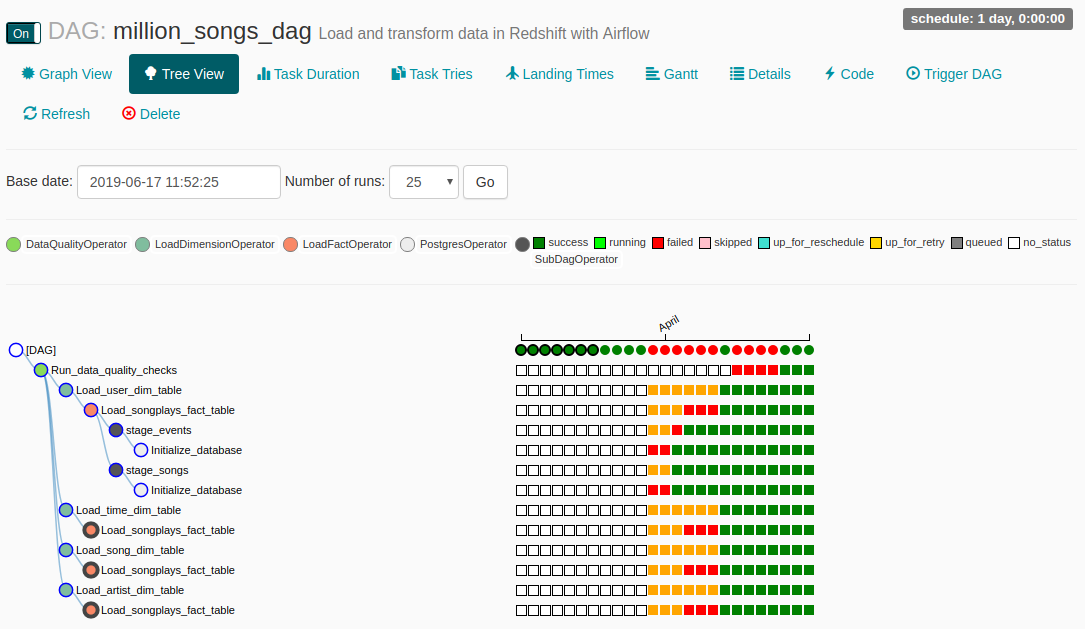 On DAG: million_songs_dag Load and transform data in Redshift with Airflow
schedule: 1 day, 0:00:00
Graph View Tree View Task Duration Task Tries Landing Times Gantt Details Code Trigger DAG
Refresh Delete
Base date: 2019-06-17 11:52:25 Number of runs: 25 Go
DataQualityOperator LoadDimensionOperator LoadFactOperator PostgresOperator success running failed skipped up_for_reschedule up_for_retry queued no_status
SubDagOperator
April
[DAG]
Run_data_quality_checks
Load_user_dim_table
Load_songplays_fact_table
stage_events
Initialize_database
stage_songs
Initialize_database
Load_time_dim_table
Load_songplays_fact_table
Load_song_dim_table
Load_songplays_fact_table
Load_artist_dim_table
Load_songplays_fact_table